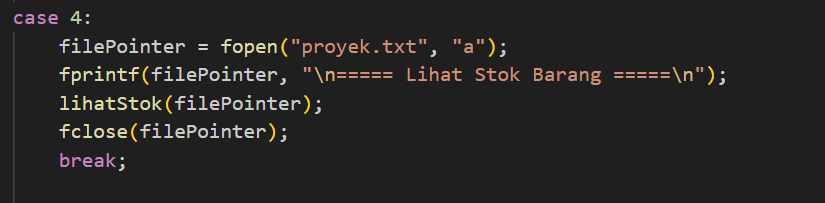 case 4:
    filePointer = fopen("proyek.txt", "a");
    fprintf(filePointer, "\n===== Lihat Stok Barang =====\n");
    lihatStok(filePointer);
    fclose(filePointer);
    break;